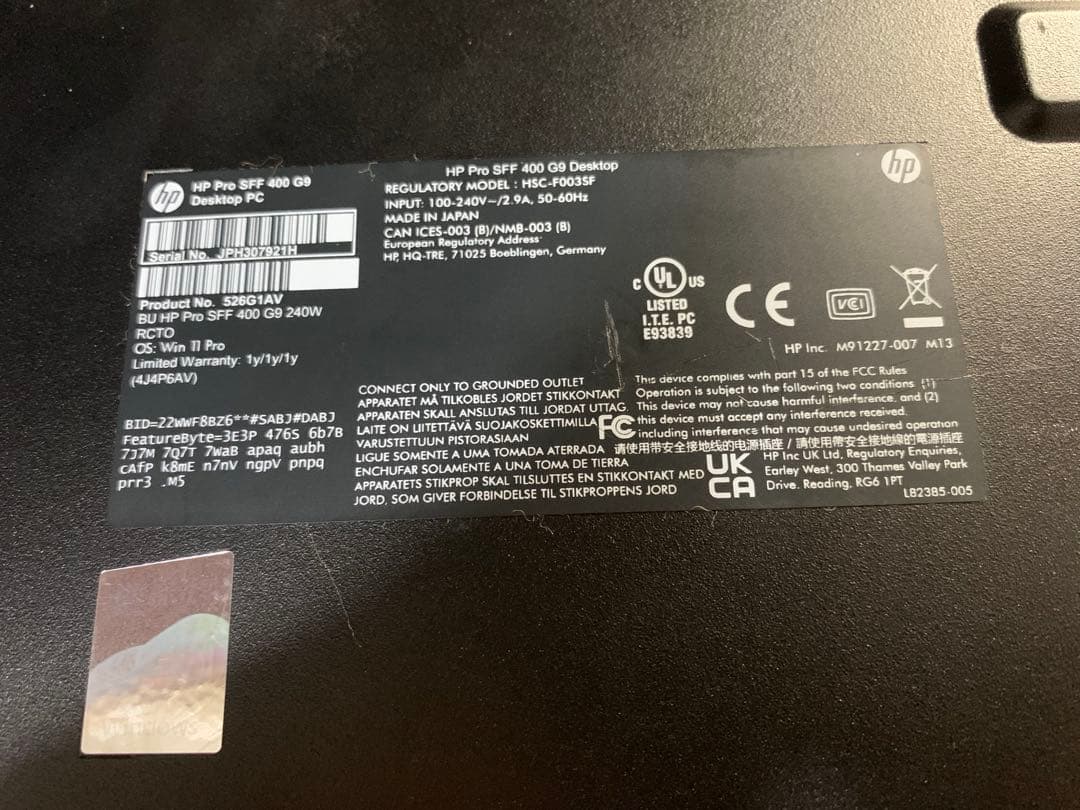 hp
HP Pro SFF 400 G9
Desktop PC
Serial No. JPH307921H
Product No. 526G1AV
BU HP Pro SFF 400 G9 240W
RCTO
OS: Win 11 Pro
Limited Warranty: 1y/1y/1y
(4J4P6AV)
BID=22WWF8BZ6**#SABJ#DABJ
FeatureByte=3E3P 476S 6b7B
7J7M 7Q7T 7WaB apaq aubh
cAfP k8mE n7nV ngpV pnpq
prr3 .M5
HP Pro SFF 400 G9 Desktop
REGULATORY MODEL : HSC-F003SF
INPUT: 100-240V~/2.9A, 50-60Hz
MADE IN JAPAN
CAN ICES-003 (B)/NMB-003 (B)
European Regulatory Address:
HP, HQ-TRE, 71025 Boeblingen, Germany
hp
C UL US
LISTED
I.T.E. PC
E93839
CE
VCCI
HP Inc. M91227-007 M13
CONNECT ONLY TO GROUNDED OUTLET
APPARATET MÅ TILKOBLES JORDET STIKKONTAKT
APPARATEN SKALL ANSLUTAS TILL JORDAT UTTAG.
LAITE ON LIITETTÄVÄ SUOJAKOSKETTIMILLA
VARUSTETTUUN PISTORASIAAN
LIGUE SOMENTE A UMA TOMADA ATERRADA 请使用带安全接地线的电源插座 / 請使用帶安全接地線的電源插座
ENCHUFAR SOLAMENTE A UNA TOMA DE TIERRA
APPARATETS STIKPROP SKAL TILSLUTTES EN STIKKONTAKT MED
JORD, SOM GIVER FORBINDELSE TIL STIKPROPPENS JORD
FC
This device complies with part 15 of the FCC Rules
Operation is subject to the following two conditions. (1)
This device may not cause harmful interference, and (2)
this device must accept any interference received.
including interference that may cause undesired operation
UK
CA
HP Inc UK Ltd, Regulatory Enquiries,
Earley West, 300 Thames Valley Park
Drive. Reading, RG6 1PT
L82385-005